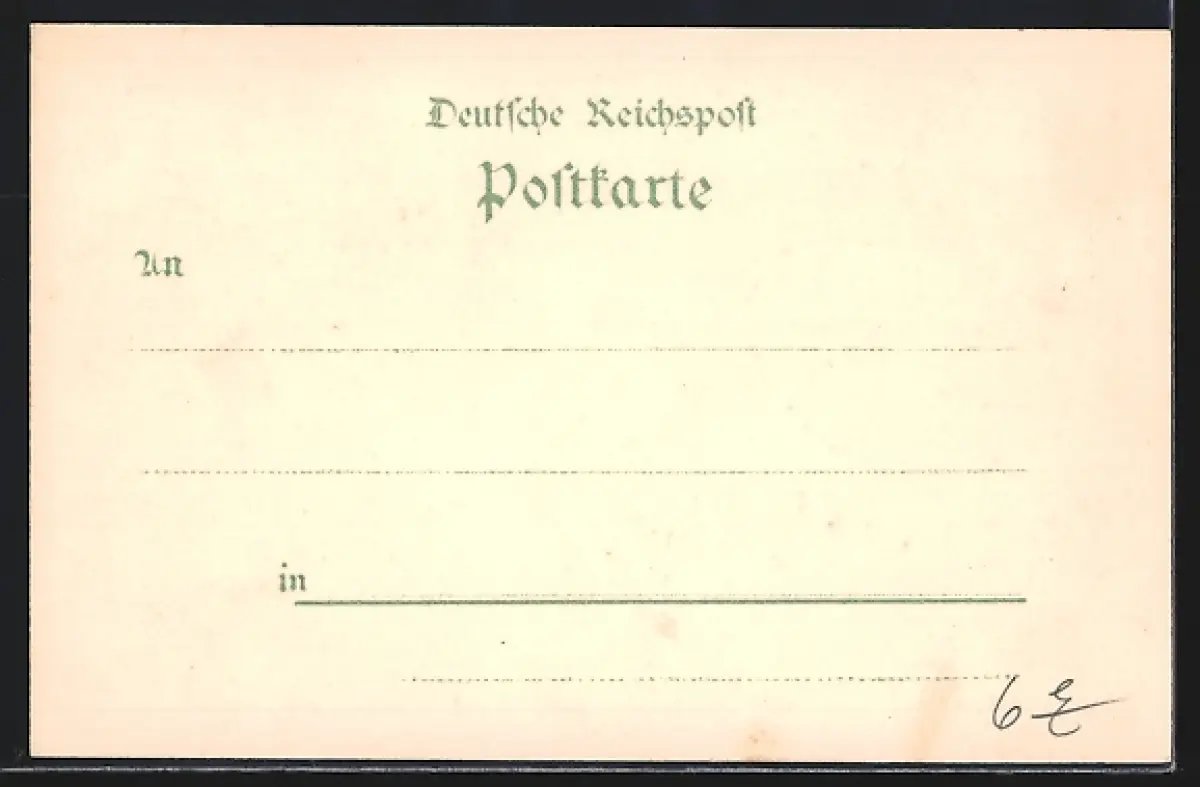 Deutſche Reichspoſt
Poſtkarte
An
in
6 €